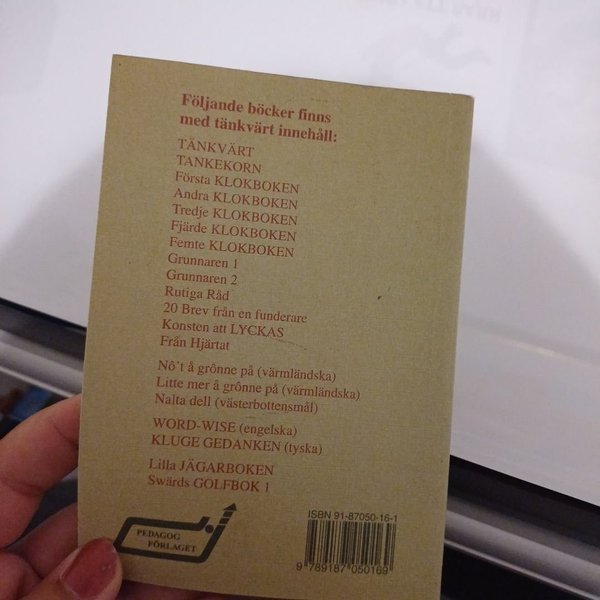 Följande böcker finns
med tänkvärt innehåll:
TÄNKVÄRT
TANKEKORN
Första KLOKBOKEN
Andra KLOKBOKEN
Tredje KLOKBOKEN
Fjärde KLOKBOKEN
Femte KLOKBOKEN
Grunnaren 1
Grunnaren 2
Rutiga Råd
20 Brev från en funderare
Konsten att LYCKAS
Från Hjärtat
Nô't å grônne på (värmländska)
Litte mer å grônne på (värmländska)
Nalta dell (västerbottensmål)
WORD-WISE (engelska)
KLUGE GEDANKEN (tyska)
Lilla JÄGARBOKEN
Swärds GOLFBOK 1
PEDAGOG
FÖRLAGET
ISBN 91-87050-16-1
9 789187 050169